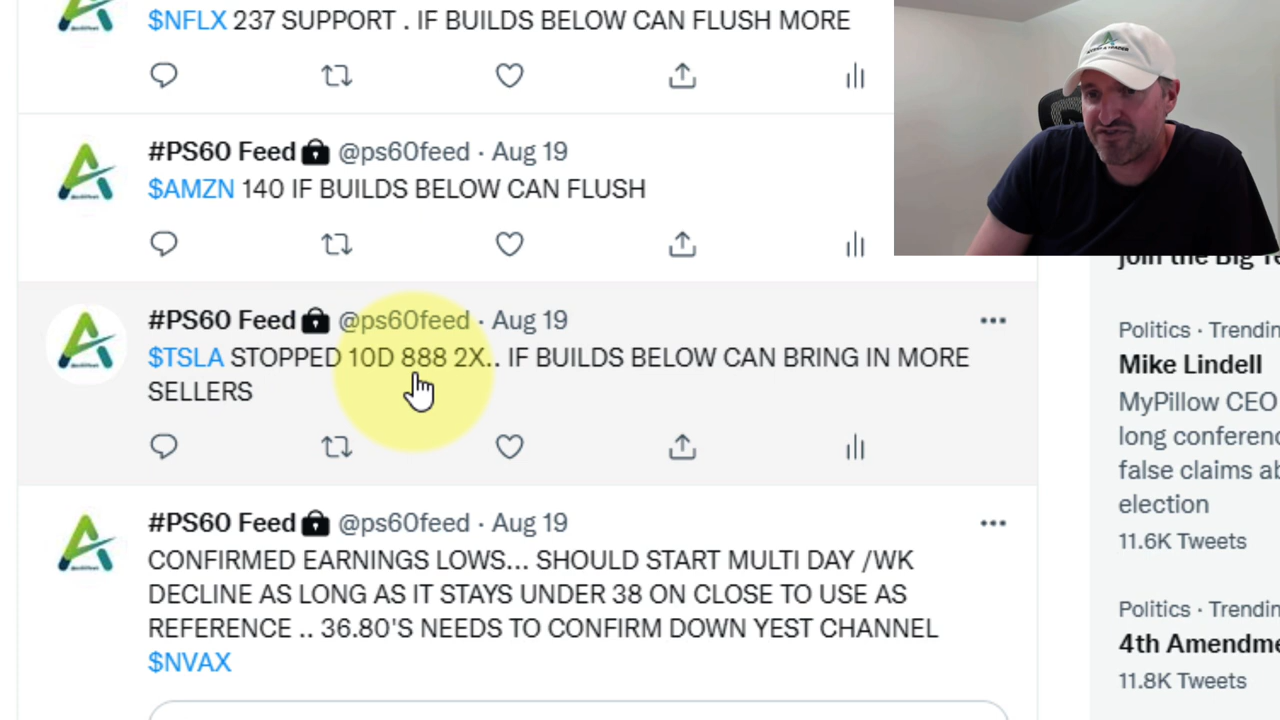 $NFLX 237 SUPPORT . IF BUILDS BELOW CAN FLUSH MORE
#PS60 Feed @ps60feed · Aug 19
$AMZN 140 IF BUILDS BELOW CAN FLUSH
#PS60 Feed @ps60feed · Aug 19
$TSLA STOPPED 10D 888 2X.. IF BUILDS BELOW CAN BRING IN MORE
SELLERS
#PS60 Feed @ps60feed · Aug 19
CONFIRMED EARNINGS LOWS... SHOULD START MULTI DAY /WK
DECLINE AS LONG AS IT STAYS UNDER 38 ON CLOSE TO USE AS
REFERENCE .. 36.80'S NEEDS TO CONFIRM DOWN YEST CHANNEL
$NVAX
join the Big Te
Politics · Trendin
Mike Lindell
MyPillow CEO
long conferenc
false claims ab
election
11.6K Tweets
Politics · Trendin
4th Amendme
11.8K Tweets